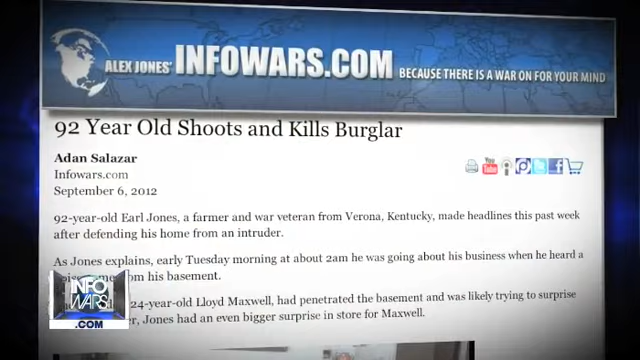 ALEX JONES' INFOWARS.COM BECAUSE THERE IS A WAR ON FOR YOUR MIND
92 Year Old Shoots and Kills Burglar
Adan Salazar
Infowars.com
September 6, 2012
You Tube
92-year-old Earl Jones, a farmer and war veteran from Verona, Kentucky, made headlines this past week
after defending his home from an intruder.
As Jones explains, early Tuesday morning at about 2am he was going about his business when he heard a
from his basement.
24-year-old Lloyd Maxwell, had penetrated the basement and was likely trying to surprise
Jones had an even bigger surprise in store for Maxwell.
INFO
WARS
.COM